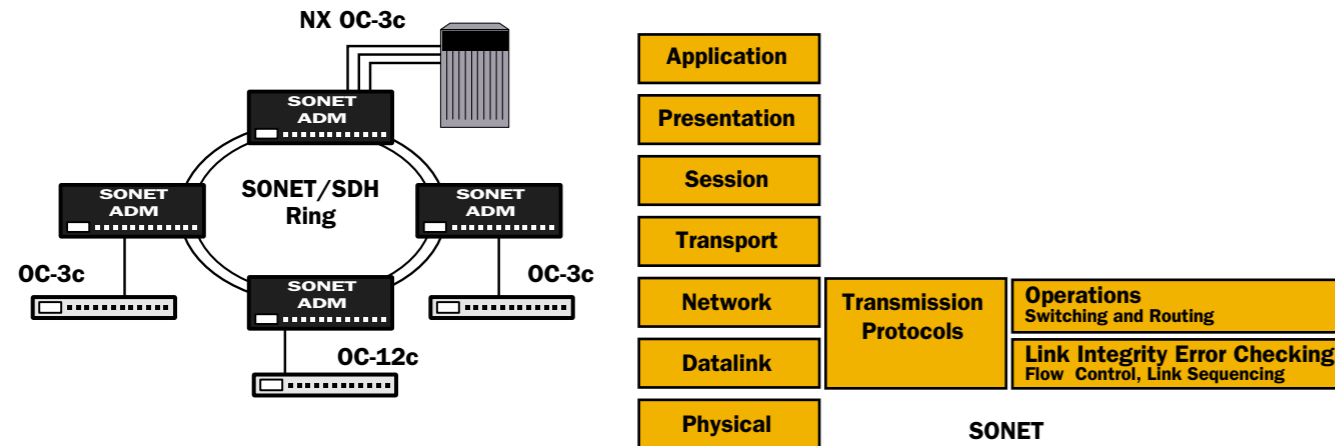 NX OC-3c
SONET
ADM
SONET
ADM
SONET/SDH
Ring
SONET
ADM
OC-3c
OC-3c
SONET
ADM
OC-12c
Application
Presentation
Session
Transport
Network
Datalink
Physical
Transmission
Protocols
Operations
Switching and Routing
Link Integrity Error Checking
Flow Control, Link Sequencing
SONET